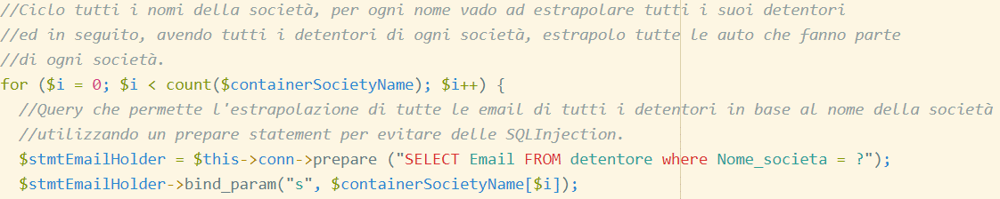 //Ciclo tutti i nomi della società, per ogni nome vado ad estrapolare tutti i suoi detentori
//ed in seguito, avendo tutti i detentori di ogni società, estrapolo tutte le auto che fanno parte
//di ogni società.
for ($i = 0; $i < count($containerSocietyName); $i++) {
//Query che permette l'estrapolazione di tutte le email di tutti i detentori in base al nome della società
//utilizzando un prepare statement per evitare delle SQLInjection.
$stmtEmailHolder = $this->conn->prepare ("SELECT Email FROM detentore where Nome_societa = ?");
$stmtEmailHolder->bind_param("s", $containerSocietyName[$i]);